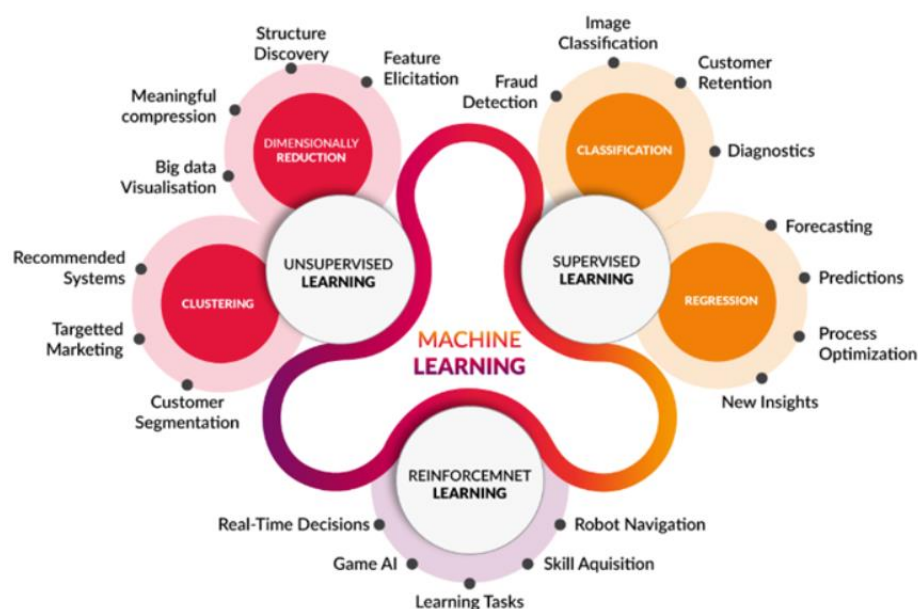 Structure
Discovery
Feature
Elicitation
Meaningful
compression
DIMENSIONALLY
REDUCTION
Big data
Visualisation
Recommended
Systems
CLUSTERING
Targetted
Marketing
Customer
Segmentation
UNSUPERVISED
LEARNING
Image
Classification
Customer
Retention
Fraud
Detection
CLASSIFICATION
Diagnostics
SUPERVISED
LEARNING
Forecasting
Predictions
REGRESSION
Process
Optimization
New Insights
MACHINE
LEARNING
REINFORCEMNET
LEARNING
Real-Time Decisions
Robot Navigation
Game AI
Skill Aquisition
Learning Tasks